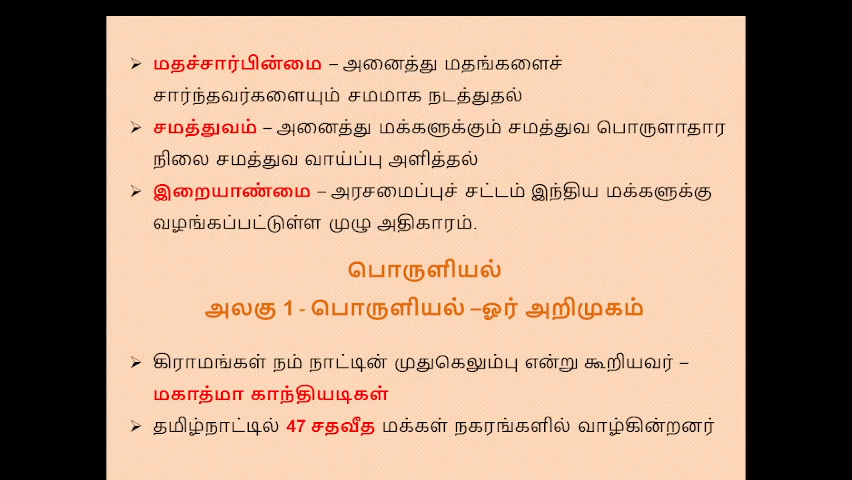 ➢ மதச்சார்பின்மை – அனைத்து மதங்களைச்
சார்ந்தவர்களையும் சமமாக நடத்துதல்
➢ சமத்துவம் – அனைத்து மக்களுக்கும் சமத்துவ பொருளாதார
நிலை சமத்துவ வாய்ப்பு அளித்தல்
➢ இறையாண்மை – அரசமைப்புச் சட்டம் இந்திய மக்களுக்கு
வழங்கப்பட்டுள்ள முழு அதிகாரம்.
பொருளியல்
அலகு 1 - பொருளியல் –ஓர் அறிமுகம்
➢ கிராமங்கள் நம் நாட்டின் முதுகெலும்பு என்று கூறியவர் –
மகாத்மா காந்தியடிகள்
➢ தமிழ்நாட்டில் 47 சதவீத மக்கள் நகரங்களில் வாழ்கின்றனர்